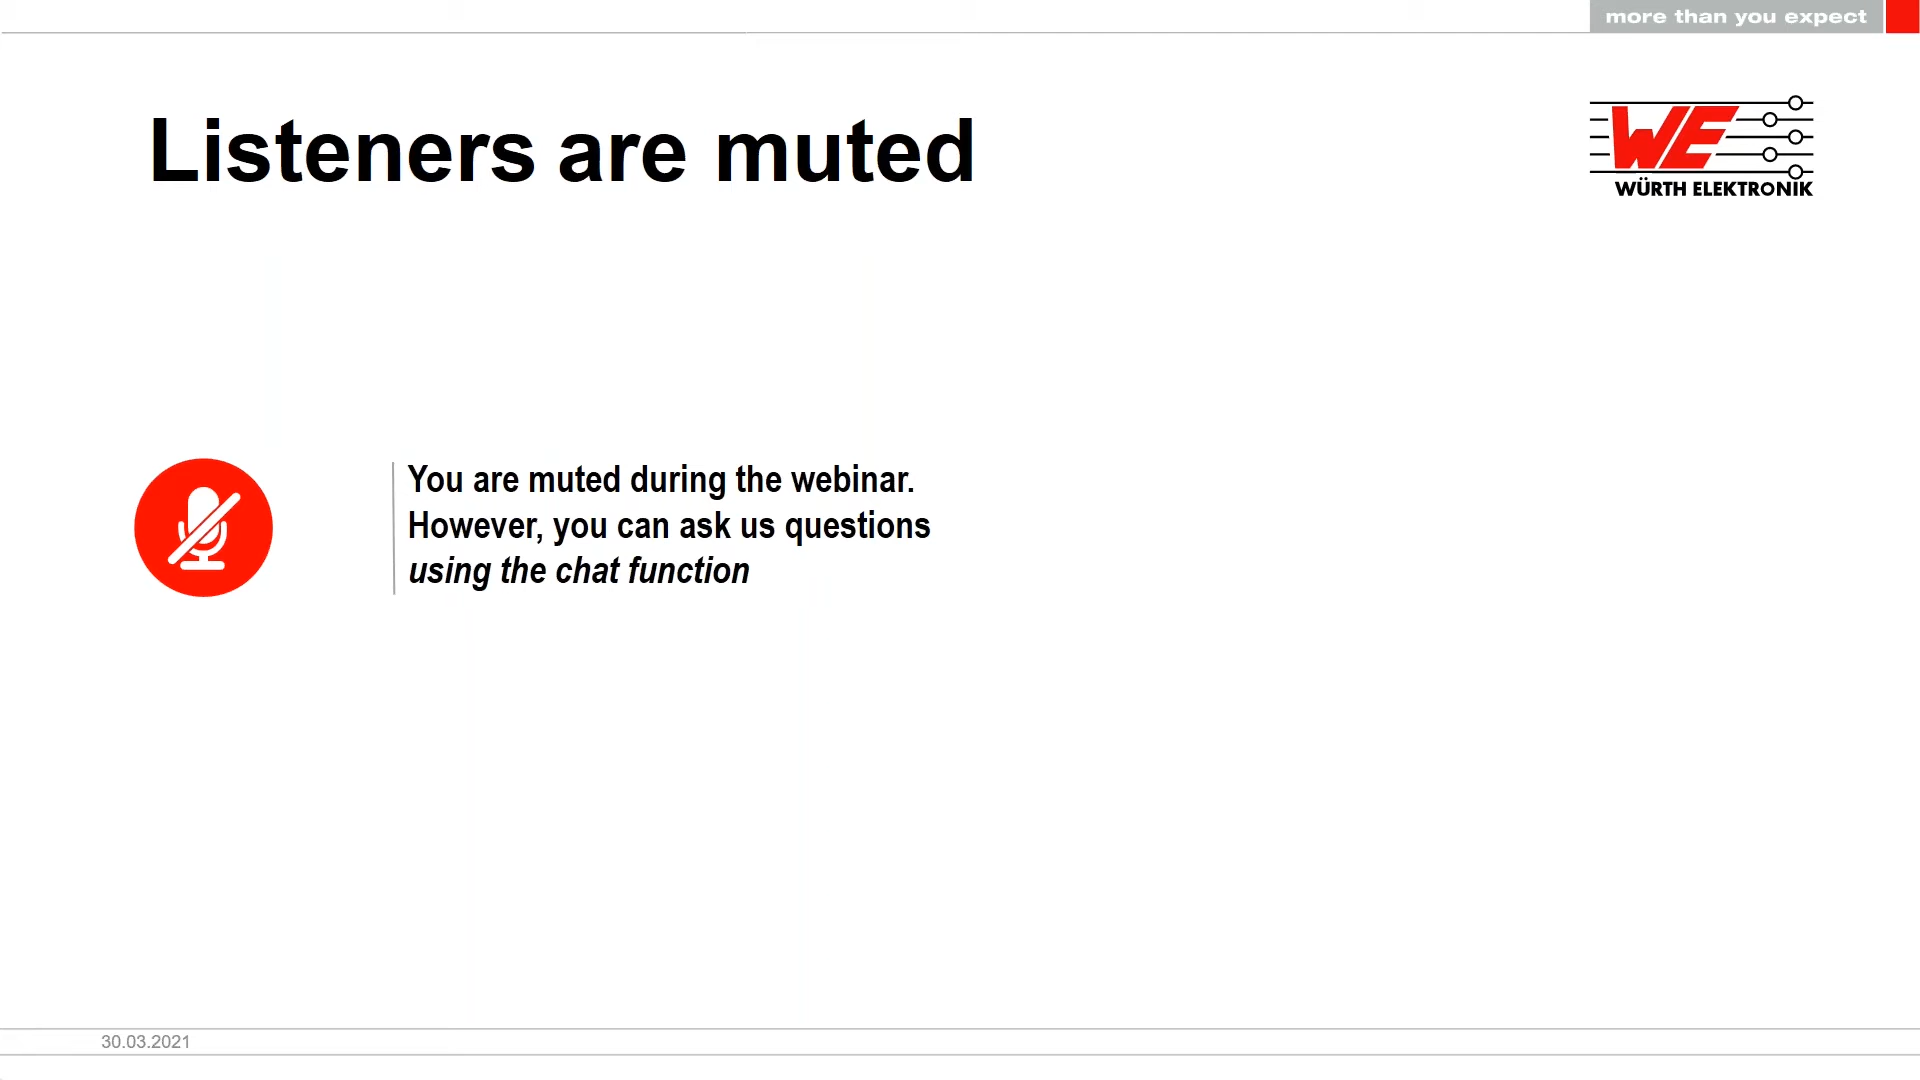 more than you expect
Listeners are muted
WE
WÜRTH ELEKTRONIK
You are muted during the webinar.
However, you can ask us questions
using the chat function
30.03.2021